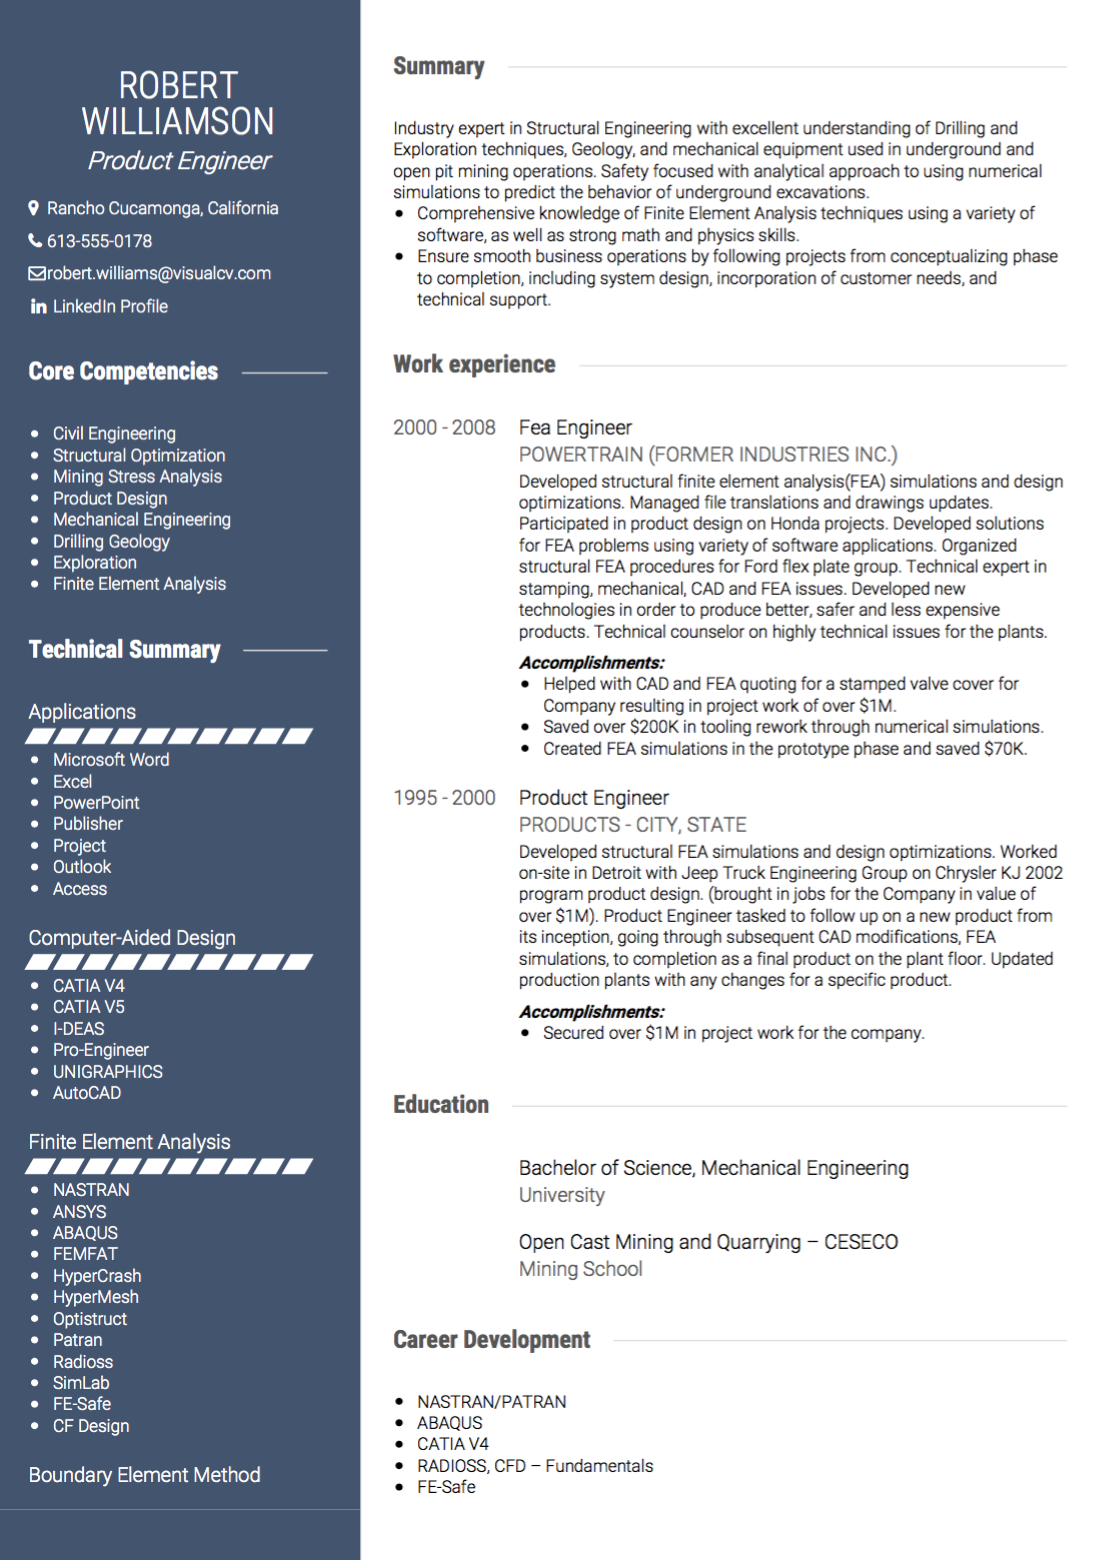 ROBERT
WILLIAMSON
Product Engineer
Rancho Cucamonga, California
613-555-0178
robert.williams@visualcv.com
LinkedIn Profile
Core Competencies
• Civil Engineering
• Structural Optimization
• Mining Stress Analysis
• Product Design
• Mechanical Engineering
• Drilling Geology
• Exploration
• Finite Element Analysis
Technical Summary
Applications
• Microsoft Word
• Excel
• PowerPoint
• Publisher
• Project
• Outlook
• Access
Computer-Aided Design
• CATIA V4
• CATIA V5
• I-DEAS
• Pro-Engineer
• UNIGRAPHICS
• AutoCAD
Finite Element Analysis
• NASTRAN
• ANSYS
• ABAQUS
• FEMFAT
• HyperCrash
• HyperMesh
• Optistruct
• Patran
• Radioss
• SimLab
• FE-Safe
• CF Design
Boundary Element Method
Summary
Industry expert in Structural Engineering with excellent understanding of Drilling and
Exploration techniques, Geology, and mechanical equipment used in underground and
open pit mining operations. Safety focused with analytical approach to using numerical
simulations to predict the behavior of underground excavations.
• Comprehensive knowledge of Finite Element Analysis techniques using a variety of
software, as well as strong math and physics skills.
• Ensure smooth business operations by following projects from conceptualizing phase
to completion, including system design, incorporation of customer needs, and
technical support.
Work experience
2000 - 2008 Fea Engineer
POWERTRAIN (FORMER INDUSTRIES INC.)
Developed structural finite element analysis(FEA) simulations and design
optimizations. Managed file translations and drawings updates.
Participated in product design on Honda projects. Developed solutions
for FEA problems using variety of software applications. Organized
structural FEA procedures for Ford flex plate group. Technical expert in
stamping, mechanical, CAD and FEA issues. Developed new
technologies in order to produce better, safer and less expensive
products. Technical counselor on highly technical issues for the plants.
Accomplishments:
• Helped with CAD and FEA quoting for a stamped valve cover for
Company resulting in project work of over $1M.
• Saved over $200K in tooling rework through numerical simulations.
• Created FEA simulations in the prototype phase and saved $70K.
1995 - 2000 Product Engineer
PRODUCTS - CITY, STATE
Developed structural FEA simulations and design optimizations. Worked
on-site in Detroit with Jeep Truck Engineering Group on Chrysler KJ 2002
program product design. (brought in jobs for the Company in value of
over $1M). Product Engineer tasked to follow up on a new product from
its inception, going through subsequent CAD modifications, FEA
simulations, to completion as a final product on the plant floor. Updated
production plants with any changes for a specific product.
Accomplishments:
• Secured over $1M in project work for the company.
Education
Bachelor of Science, Mechanical Engineering
University
Open Cast Mining and Quarrying – CESECO
Mining School
Career Development
• NASTRAN/PATRAN
• ABAQUS
• CATIA V4
• RADIOSS, CFD – Fundamentals
• FE-Safe